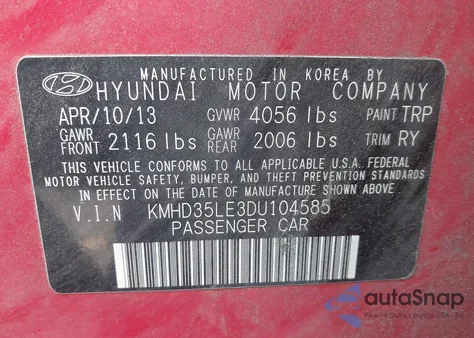 MANUFACTURED IN KOREA BY
HYUNDAI MOTOR COMPANY
APR/10/13 GVWR 4056 lbs PAINT TRP
GAWR FRONT 2116 lbs GAWR REAR 2006 lbs TRIM RY
THIS VEHICLE CONFORMS TO ALL APPLICABLE U.S.A. FEDERAL
MOTOR VEHICLE SAFETY, BUMPER, AND THEFT PREVENTION STANDARDS
IN EFFECT ON THE DATE OF MANUFACTURE SHOWN ABOVE.
V.I.N KMHD35LE3DU104585
PASSENGER CAR
autoSnap